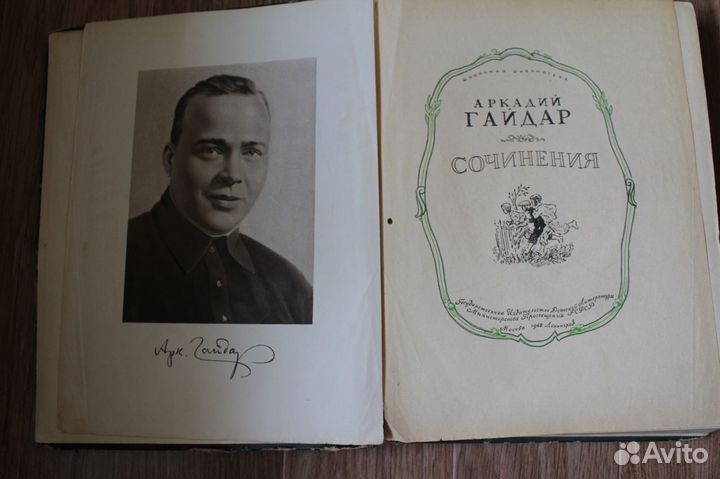 Арк. Гайдар
ШКОЛЬНАЯ БИБЛИОТЕКА
АРКАДИЙ
ГАЙДАР
СОЧИНЕНИЯ
Государственное Издательство Детской Литературы
Министерства Просвещения РСФСР
Москва 1948 Ленинград
Avito